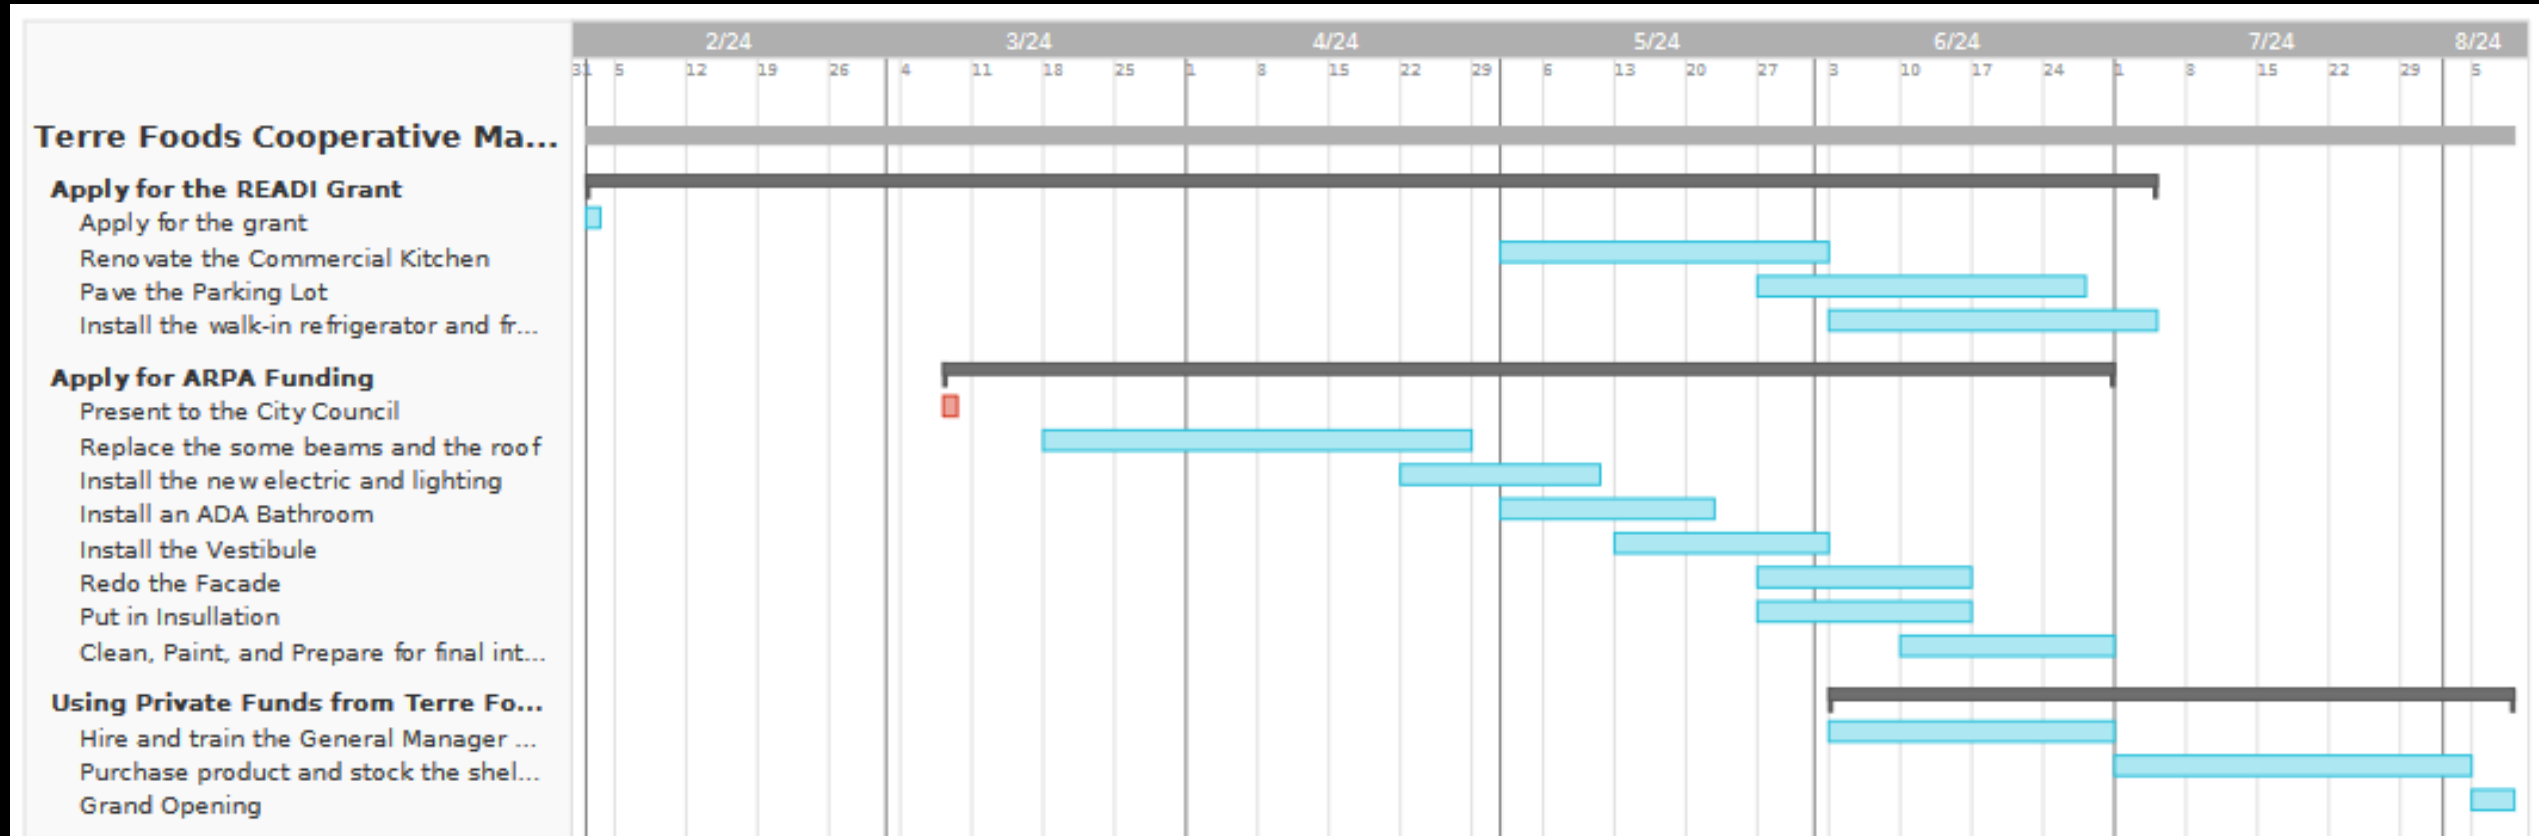 2/24 3/24 4/24 5/24 6/24 7/24 8/24
31 5 12 19 26 4 11 18 25 1 8 15 22 29 6 13 20 27 3 10 17 24 1 8 15 22 29 5
Terre Foods Cooperative Ma...
Apply for the READI Grant
Apply for the grant
Renovate the Commercial Kitchen
Pave the Parking Lot
Install the walk-in refrigerator and fr...
Apply for ARPA Funding
Present to the City Council
Replace the some beams and the roof
Install the new electric and lighting
Install an ADA Bathroom
Install the Vestibule
Redo the Facade
Put in Insullation
Clean, Paint, and Prepare for final int...
Using Private Funds from Terre Fo...
Hire and train the General Manager ...
Purchase product and stock the shel...
Grand Opening